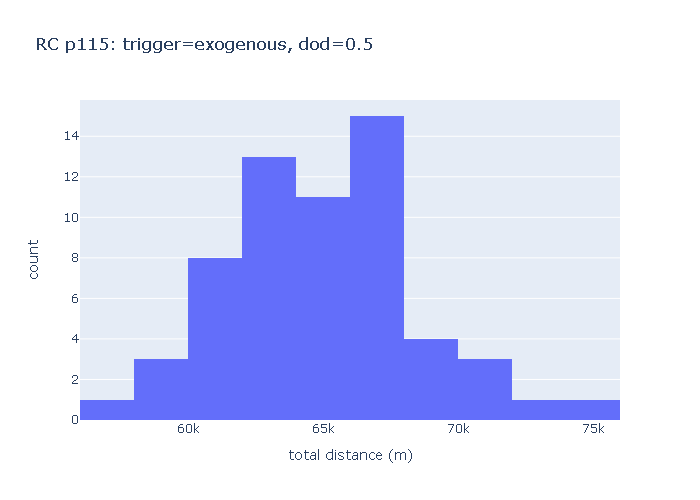 RC p115: trigger=exogenous, dod=0.5
count
14
12
10
8
6
4
2
0
60k 65k 70k 75k
total distance (m)